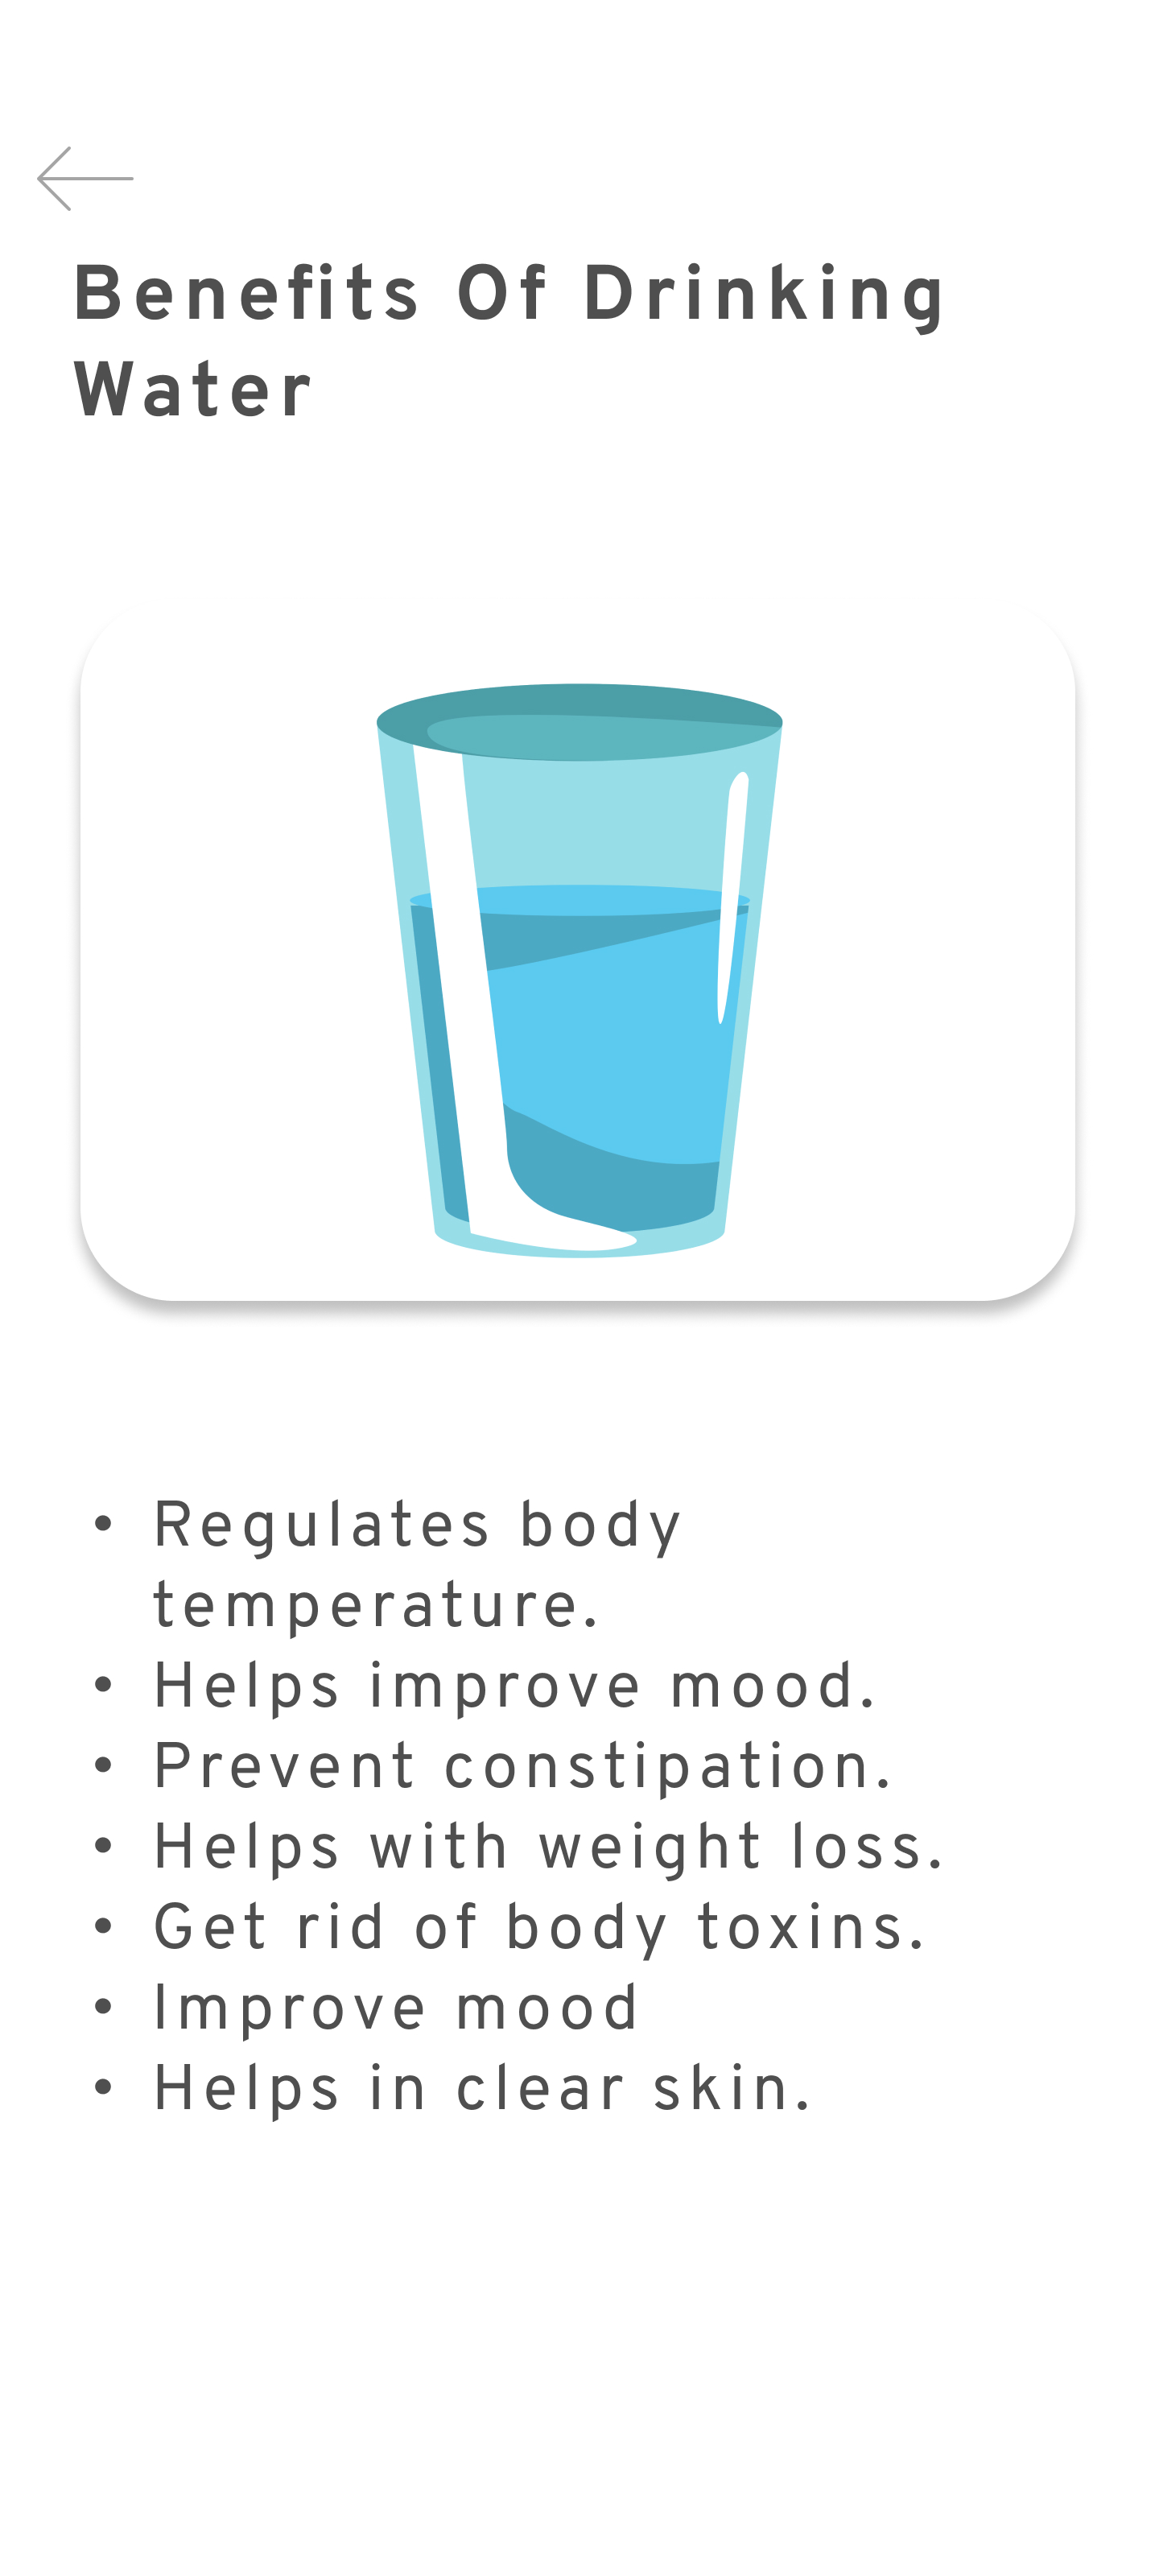 Benefits Of Drinking
Water
• Regulates body
temperature.
• Helps improve mood.
• Prevent constipation.
• Helps with weight loss.
• Get rid of body toxins.
• Improve mood
• Helps in clear skin.